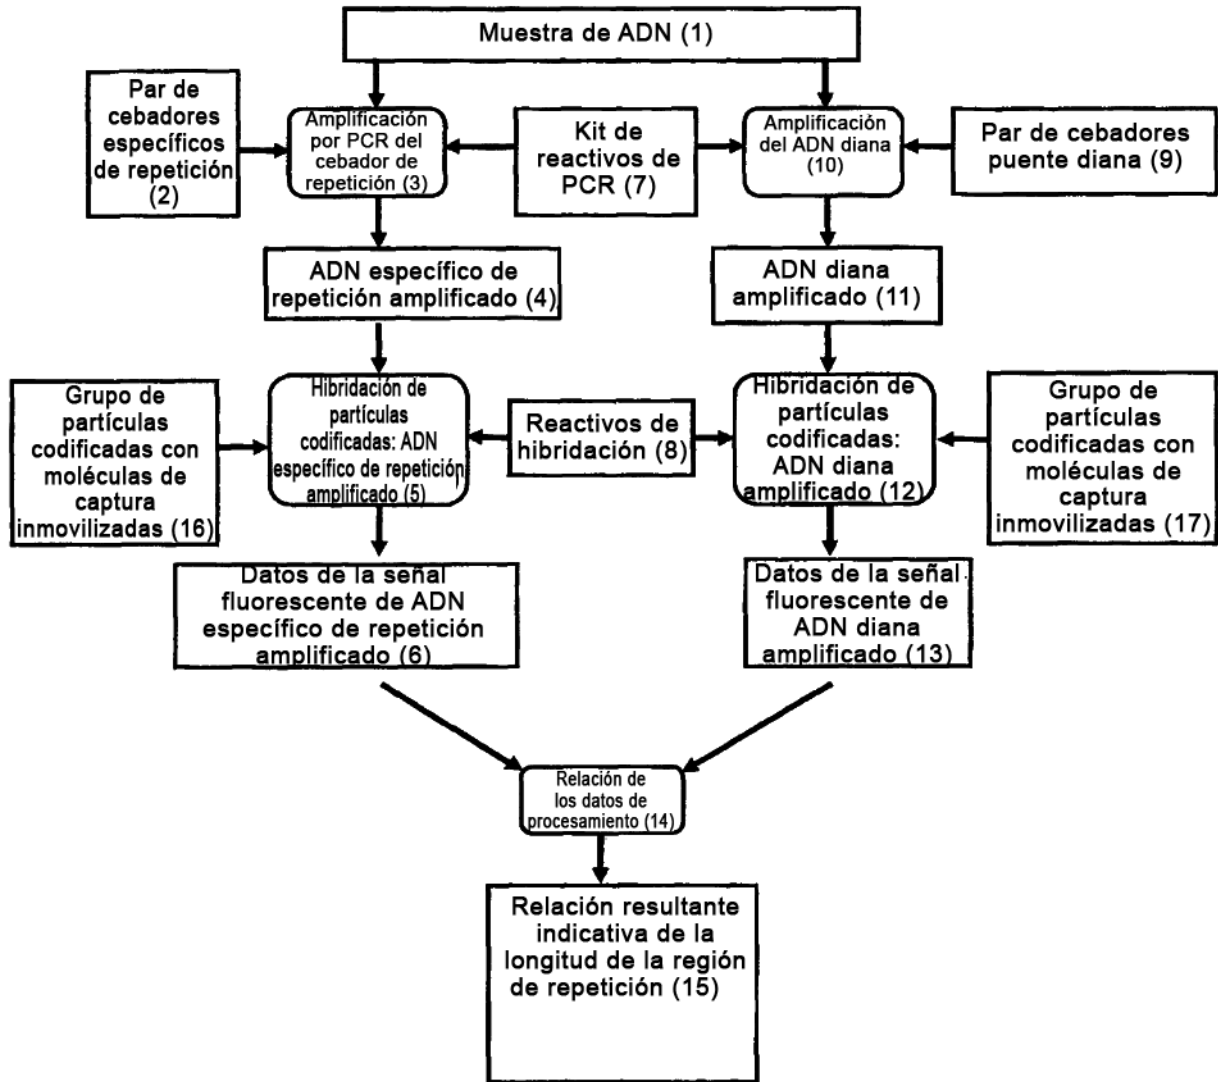 Muestra de ADN (1)
Par de
cebadores
específicos
de repetición
(2)
Amplificación
por PCR del
cebador de
repetición (3)
Kit de
reactivos de
PCR (7)
Amplificación
del ADN diana
(10)
Par de cebadores
puente diana (9)
ADN específico de
repetición amplificado (4)
ADN diana
amplificado (11)
Grupo de
partículas
codificadas con
moléculas de
captura
inmovilizadas (16)
Hibridación de
partículas
codificadas: ADN
específico de repetición
amplificado (5)
Reactivos de
hibridación (8)
Hibridación de
partículas
codificadas:
ADN diana
amplificado (12)
Grupo de
partículas
codificadas con
moléculas de
captura
inmovilizadas (17)
Datos de la señal
fluorescente de ADN
específico de repetición
amplificado (6)
Datos de la señal
fluorescente de
ADN diana
amplificado (13)
Relación de
los datos de
procesamiento (14)
Relación resultante
indicativa de la
longitud de la región
de repetición (15)